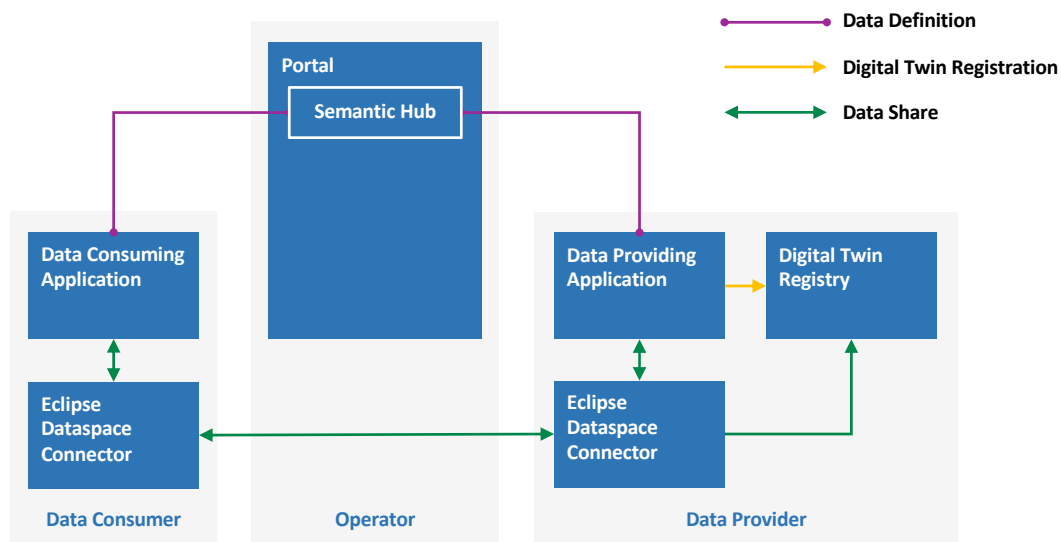 Data Definition
Digital Twin Registration
Data Share
Portal
Semantic Hub
Data Consuming
Application
Eclipse
Dataspace
Connector
Data Providing
Application
Digital Twin
Registry
Eclipse
Dataspace
Connector
Data Consumer
Operator
Data Provider